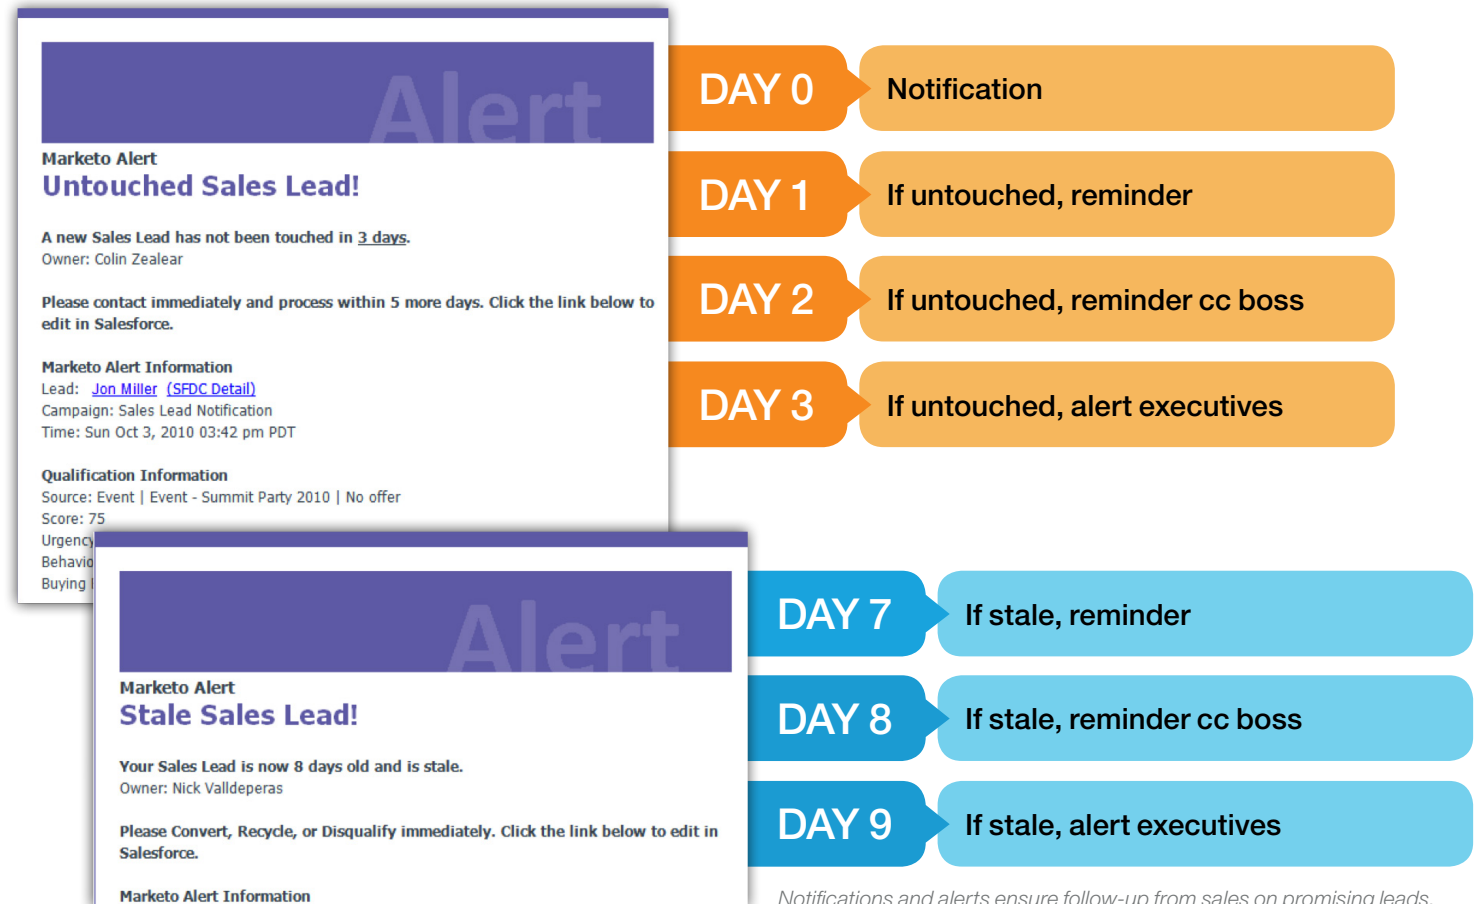 Alert
Marketo Alert
Untouched Sales Lead!
A new Sales Lead has not been touched in 3 days.
Owner: Colin Zealear
Please contact immediately and process within 5 more days. Click the link below to
edit in Salesforce.
Marketo Alert Information
Lead: Jon Miller (SFDC Detail)
Campaign: Sales Lead Notification
Time: Sun Oct 3, 2010 03:42 pm PDT
Qualification Information
Source: Event | Event - Summit Party 2010 | No offer
Score: 75
Urgency
Behavio
Buying
DAY 0 Notification
DAY 1 If untouched, reminder
DAY 2 If untouched, reminder cc boss
DAY 3 If untouched, alert executives
Alert
Marketo Alert
Stale Sales Lead!
Your Sales Lead is now 8 days old and is stale.
Owner: Nick Valldeperas
Please Convert, Recycle, or Disqualify immediately. Click the link below to edit in
Salesforce.
Marketo Alert Information
DAY 7 If stale, reminder
DAY 8 If stale, reminder cc boss
DAY 9 If stale, alert executives
Notifications and alerts ensure follow-up from sales on promising leads.